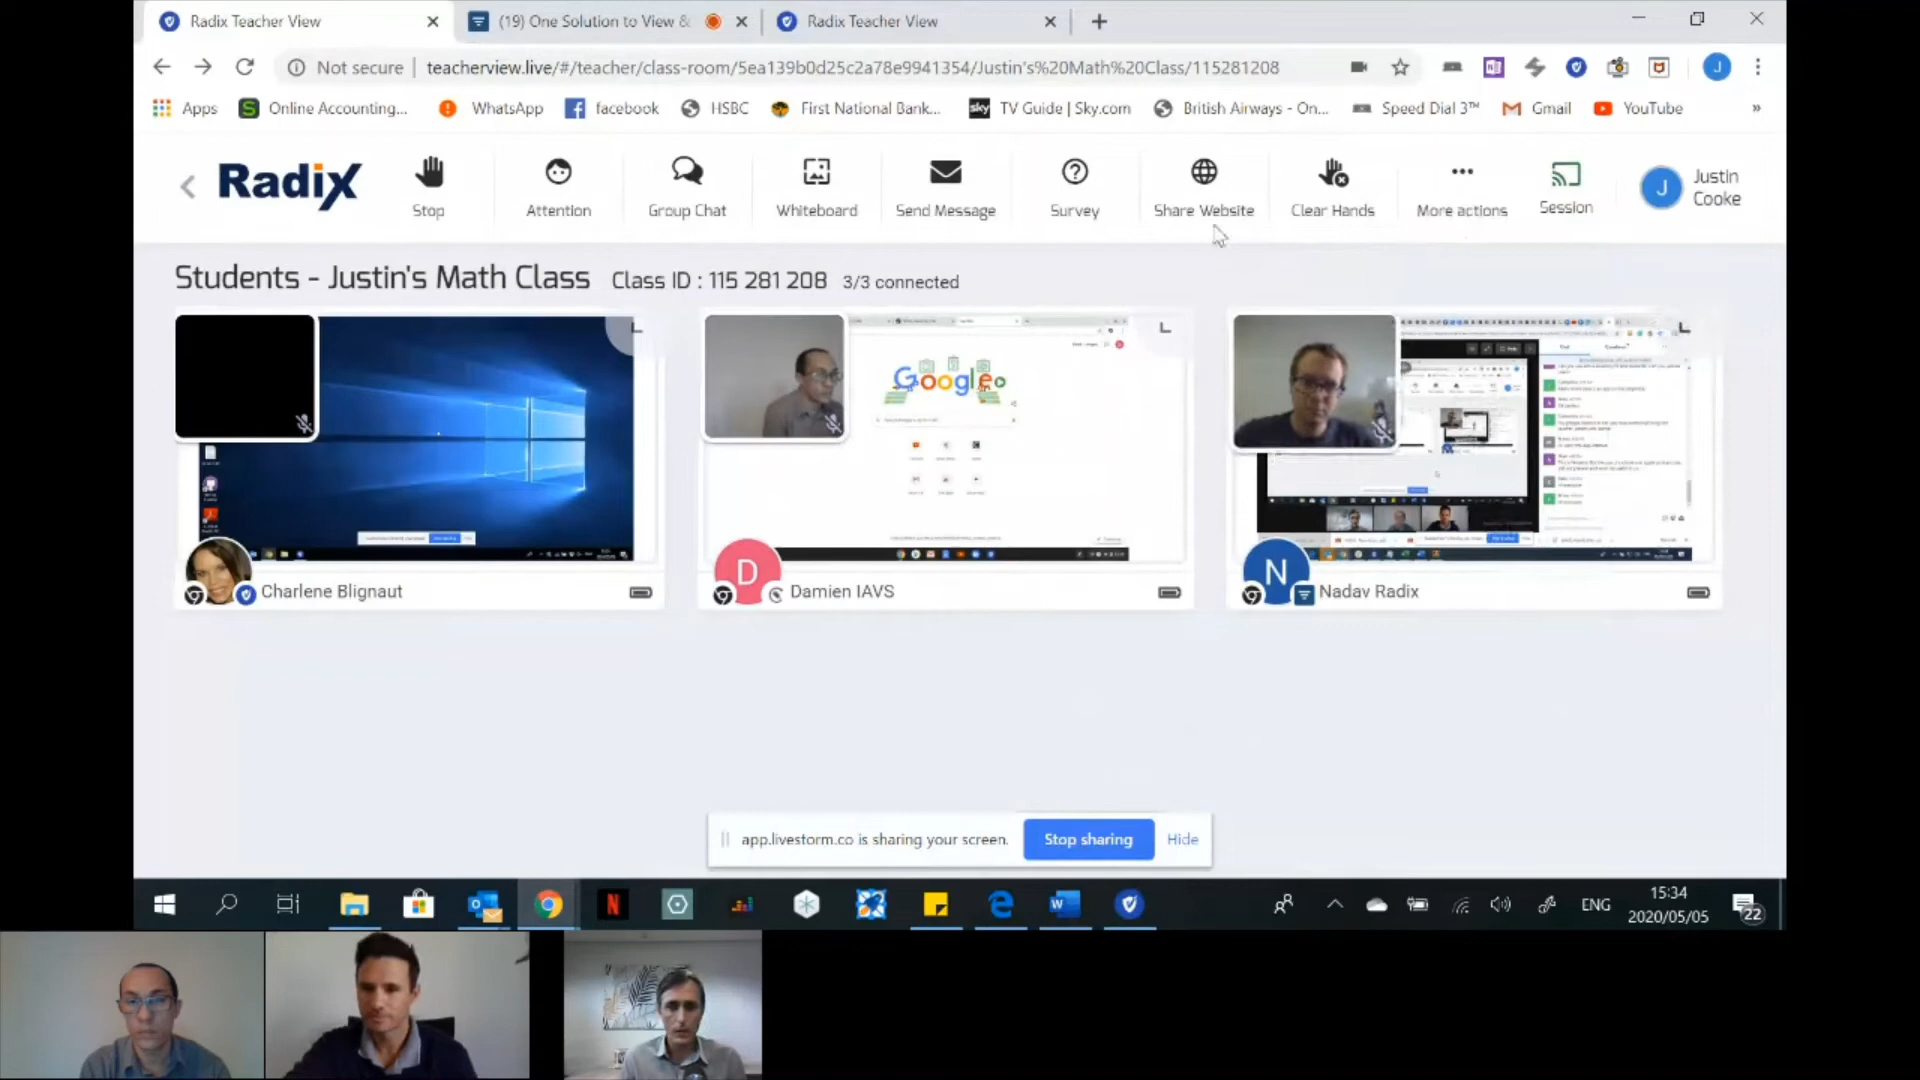 Radix Teacher View
(19) One Solution to View &
Radix Teacher View
Not secure
teacherview.live/#/teacher/class-room/5ea139b0d25c2a78e9941354/Justin's%20Math%20Class/115281208
J
Apps
S
Online Accounting...
WhatsApp
facebook
HSBC
First National Bank...
sky
TV Guide | Sky.com
British Airways - On...
Speed Dial 3™
Gmail
YouTube
»
Radix
Stop
Attention
Group Chat
Whiteboard
Send Message
Survey
Share Website
Clear Hands
More actions
Session
J
Justin
Cooke
Students - Justin's Math Class
Class ID : 115 281 208
3/3 connected
Google
Charlene Blignaut
D
Damien IAVS
N
Nadav Radix
app.livestorm.co is sharing your screen.
Stop sharing
Hide
N
W
ENG
15:34
2020/05/05
22